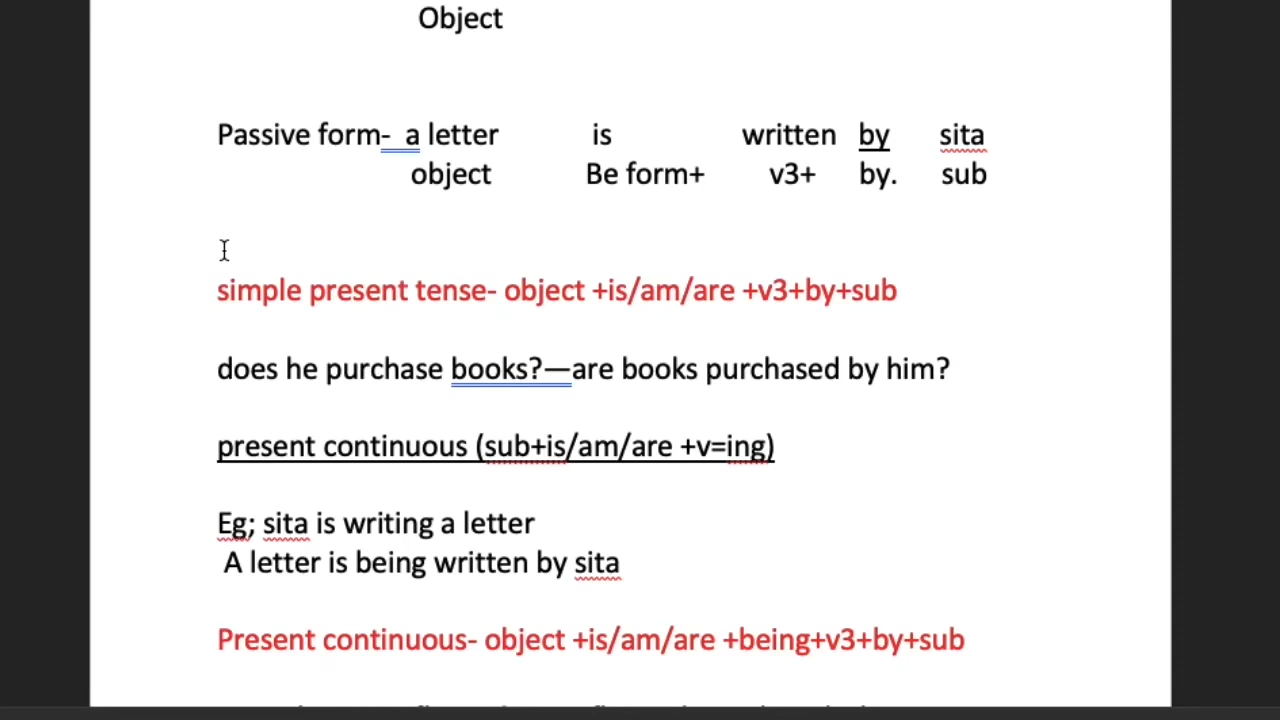 Object
Passive form- a letter is written by sita
object Be form+ v3+ by. sub
simple present tense- object +is/am/are +v3+by+sub
does he purchase books?—are books purchased by him?
present continuous (sub+is/am/are +v=ing)
Eg; sita is writing a letter
A letter is being written by sita
Present continuous- object +is/am/are +being+v3+by+sub